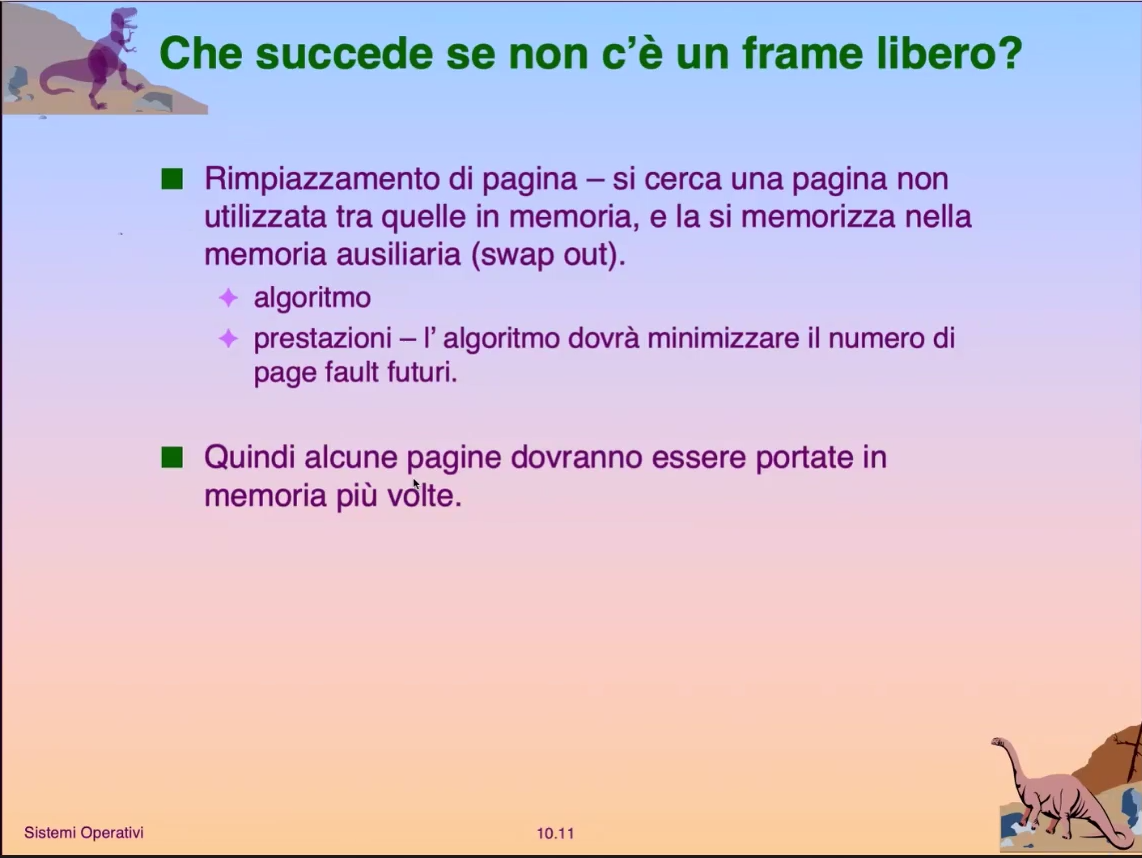 Che succede se non c’è un frame libero?
Rimpiazzamento di pagina – si cerca una pagina non
utilizzata tra quelle in memoria, e la si memorizza nella
memoria ausiliaria (swap out).
algoritmo
prestazioni – l’ algoritmo dovrà minimizzare il numero di
page fault futuri.
Quindi alcune pagine dovranno essere portate in
memoria più volte.
Sistemi Operativi
10.11